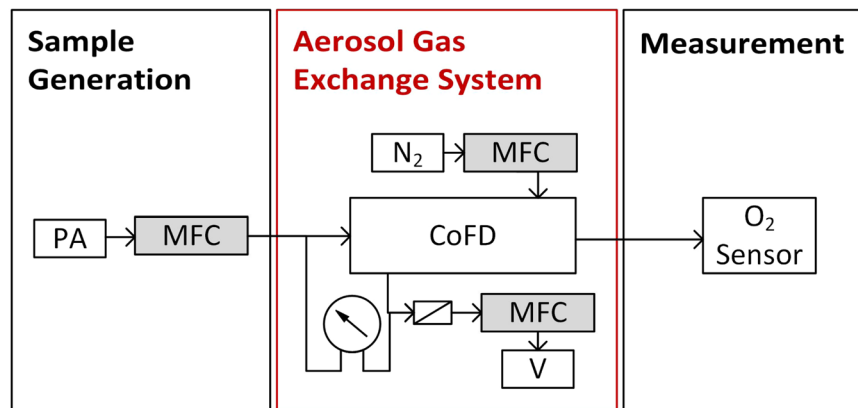 Sample
Generation
Aerosol Gas
Exchange System
Measurement
N₂
MFC
PA
MFC
CoFD
O₂
Sensor
MFC
V